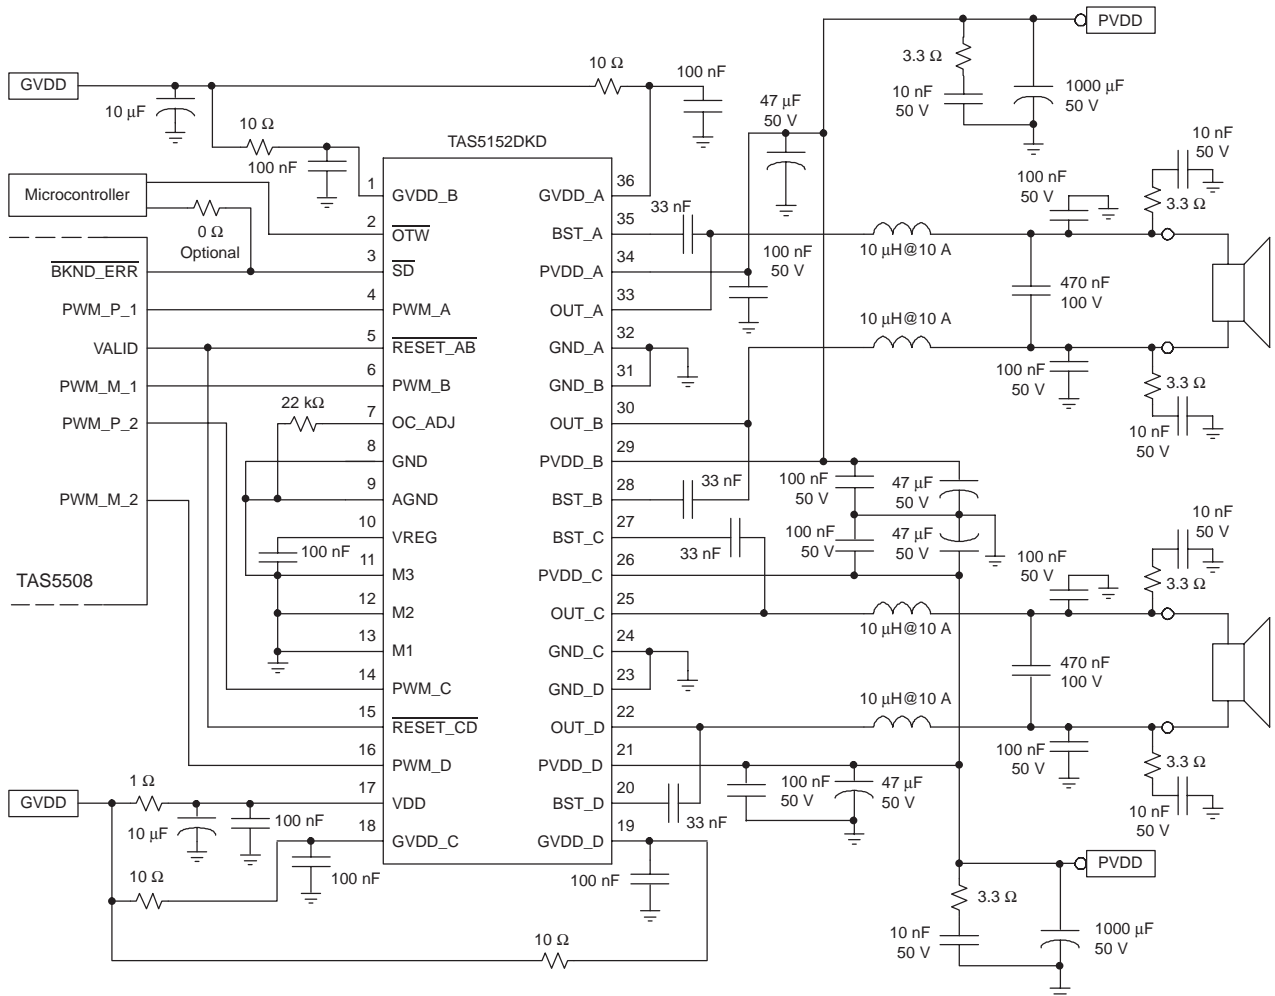 PVDD
3.3 Ω
10 nF
50 V
1000 µF
50 V
GVDD
10 µF
10 Ω
100 nF
10 Ω
100 nF
47 µF
50 V
TAS5152DKD
Microcontroller
0 Ω
Optional
BKND_ERR
PWM_P_1
VALID
PWM_M_1
PWM_P_2
PWM_M_2
TAS5508
1
GVDD_B
2
OTW
3
SD
4
PWM_A
5
RESET_AB
6
PWM_B
22 kΩ
7
OC_ADJ
8
GND
9
AGND
10
VREG
100 nF
11
M3
12
M2
13
M1
14
PWM_C
15
RESET_CD
16
PWM_D
17
VDD
18
GVDD_C
36
GVDD_A
35
BST_A
34
PVDD_A
33
OUT_A
32
GND_A
31
GND_B
30
OUT_B
29
PVDD_B
28
BST_B
27
BST_C
26
PVDD_C
25
OUT_C
24
GND_C
23
GND_D
22
OUT_D
21
PVDD_D
20
BST_D
19
GVDD_D
33 nF
100 nF
50 V
10 µH@10 A
10 µH@10 A
100 nF
50 V
10 nF
50 V
3.3 Ω
470 nF
100 V
100 nF
50 V
3.3 Ω
10 nF
50 V
33 nF
100 nF
50 V
47 µF
50 V
33 nF
100 nF
50 V
47 µF
50 V
10 µH@10 A
10 µH@10 A
100 nF
50 V
10 nF
50 V
3.3 Ω
470 nF
100 V
100 nF
50 V
3.3 Ω
10 nF
50 V
100 nF
50 V
47 µF
50 V
33 nF
GVDD
1 Ω
10 µF
100 nF
10 Ω
100 nF
100 nF
10 Ω
PVDD
3.3 Ω
10 nF
50 V
1000 µF
50 V